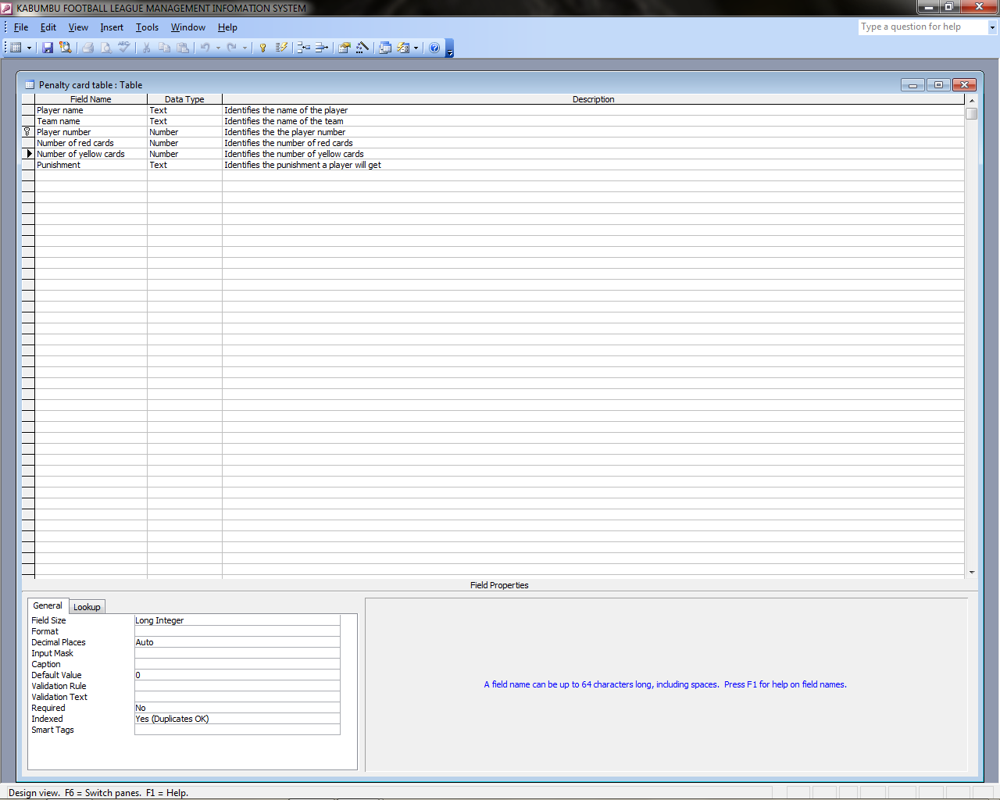 KABUMBU FOOTBALL LEAGUE MANAGEMENT INFOMATION SYSTEM
File Edit View Insert Tools Window Help Type a question for help
Penalty card table : Table
Field Name Data Type Description
Player name Text Identifies the name of the player
Team name Text Identifies the name of the team
Player number Number Identifies the the player number
Number of red cards Number Identifies the number of red cards
Number of yellow cards Number Identifies the number of yellow cards
Punishment Text Identifies the punishment a player will get
Field Properties
General Lookup
Field Size Long Integer
Format
Decimal Places Auto
Input Mask
Caption
Default Value 0
Validation Rule
Validation Text
Required No
Indexed Yes (Duplicates OK)
Smart Tags
A field name can be up to 64 characters long, including spaces. Press F1 for help on field names.
Design view. F6 = Switch panes. F1 = Help.